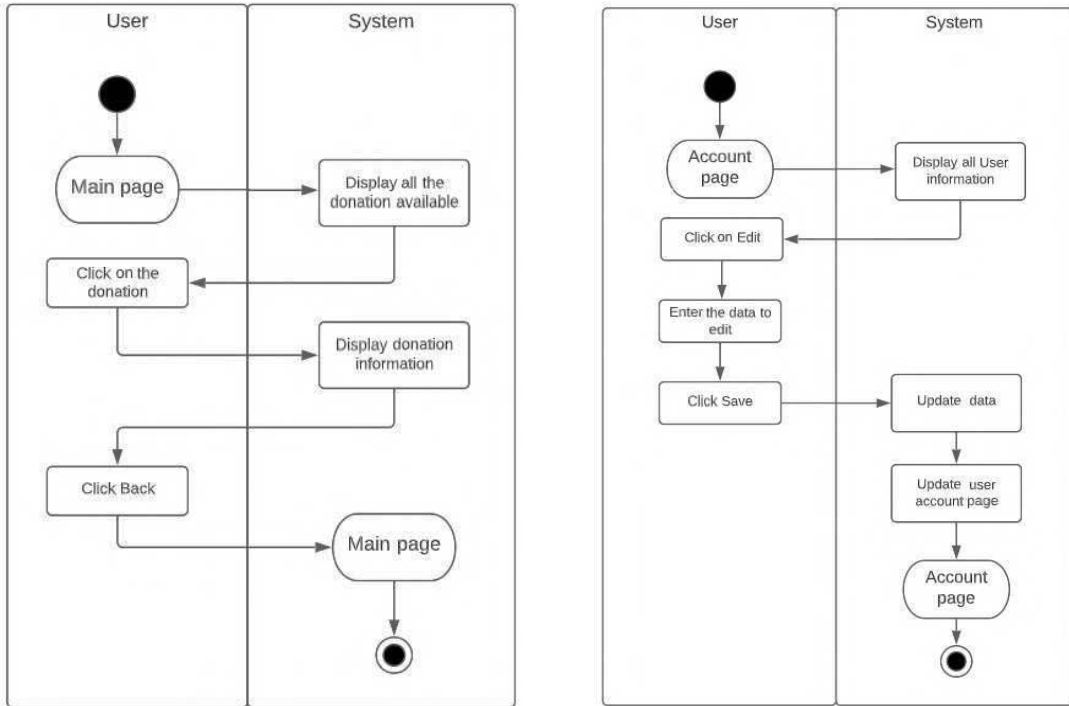 User
System
Main page
Display all the
donation available
Click on the
donation
Display donation
information
Click Back
Main page
User
System
Account
page
Display all User
information
Click on Edit
Enter the data to
edit
Click Save
Update data
Update user
account page
Account
page